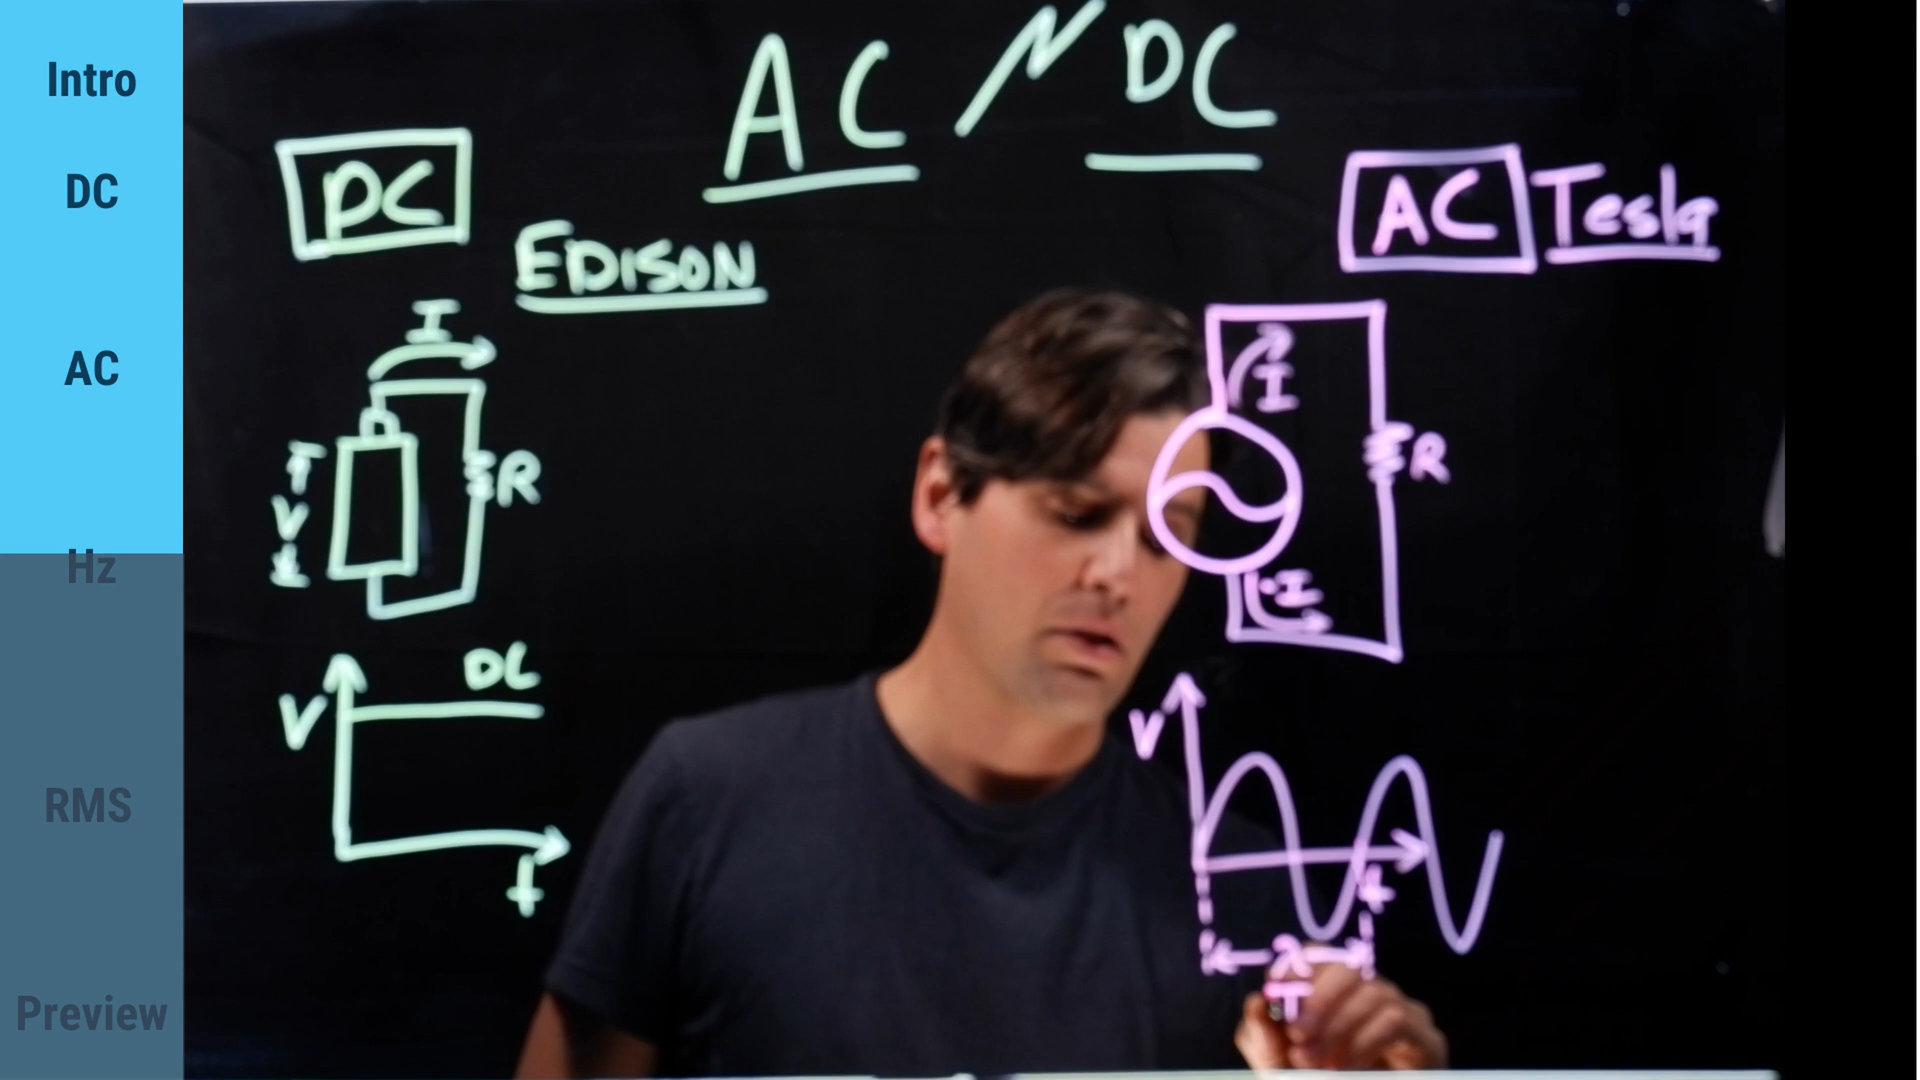 Intro
DC
AC
Hz
RMS
Preview
AC / DC
DC
EDISON
I
V
R
V
DC
t
AC Tesla
I
R
-I
V
t
λ
T